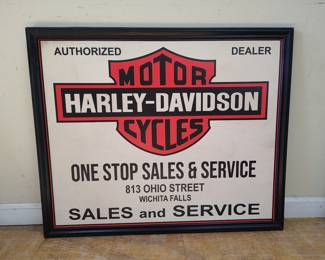 AUTHORIZED DEALER
MOTOR
HARLEY-DAVIDSON
CYCLES
ONE STOP SALES & SERVICE
813 OHIO STREET
WICHITA FALLS
SALES and SERVICE